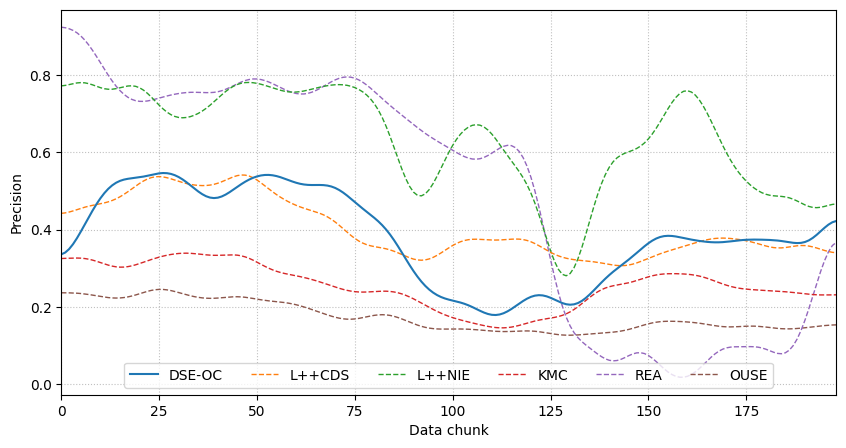 Precision
0.8
0.6
0.4
0.2
0.0
DSE-OC L++CDS L++NIE KMC REA OUSE
0 25 50 75 100 125 150 175
Data chunk